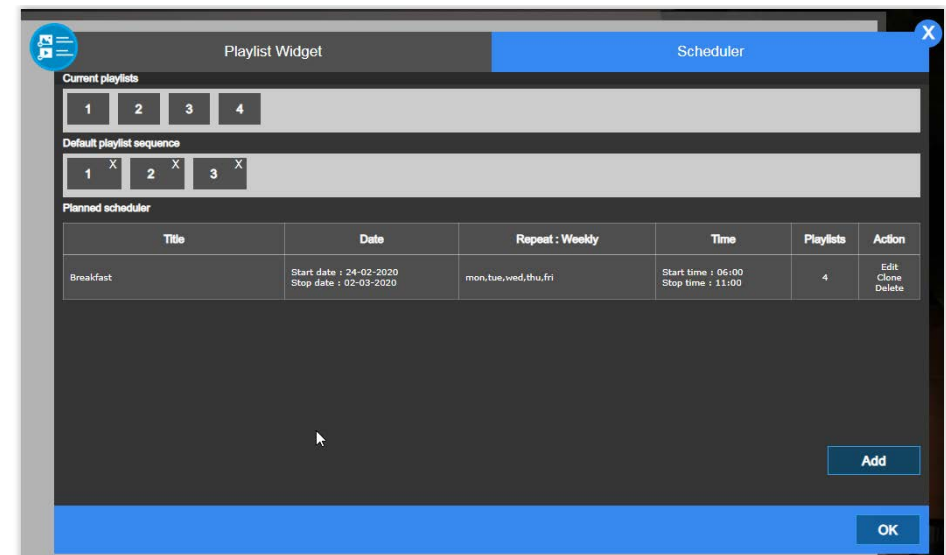 X
Playlist Widget Scheduler
Current playlists
1 2 3 4
Default playlist sequence
1 X 2 X 3 X
Planned scheduler
Title Date Repeat : Weekly Time Playlists Action
Breakfast
Start date : 24-02-2020
Stop date : 02-03-2020
mon,tue,wed,thu,fri
Start time : 06:00
Stop time : 11:00
4
Edit
Clone
Delete
Add
OK